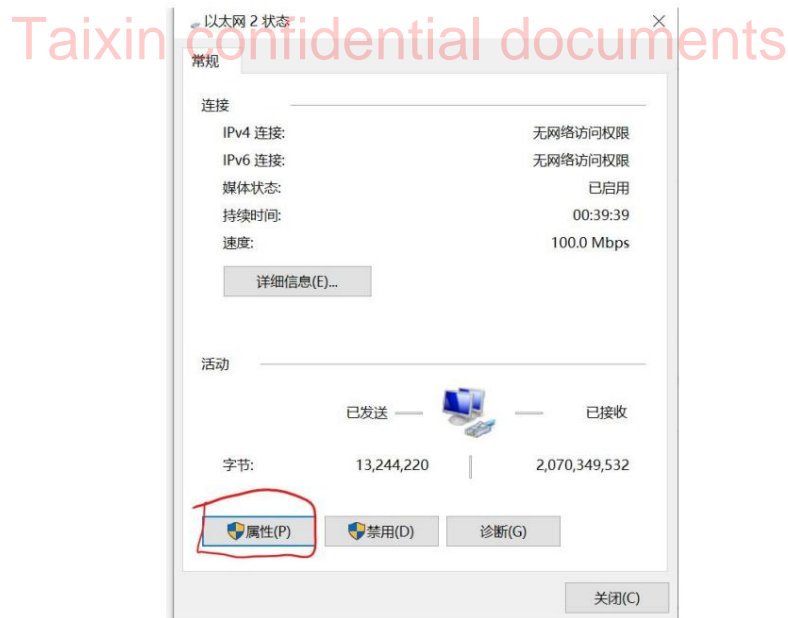 以太网 2 状态
Taixin confidential documents
常规
连接
IPv4 连接: 无网络访问权限
IPv6 连接: 无网络访问权限
媒体状态: 已启用
持续时间: 00:39:39
速度: 100.0 Mbps
详细信息(E)...
活动
已发送 已接收
字节: 13,244,220 2,070,349,532
属性(P) 禁用(D) 诊断(G)
关闭(C)